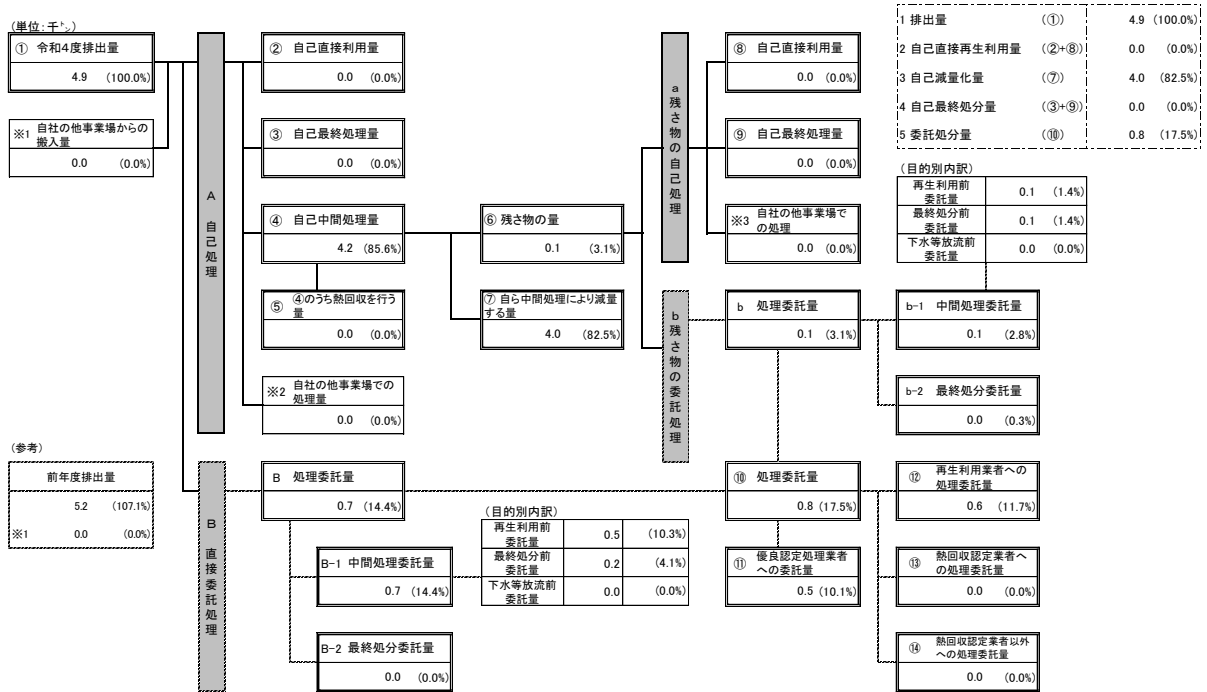 (単位:千㌧)
① 令和4度排出量
4.9 (100.0%)
※1 自社の他事業場からの
搬入量
0.0 (0.0%)
A 自己処理
② 自己直接利用量
0.0 (0.0%)
③ 自己最終処理量
0.0 (0.0%)
④ 自己中間処理量
4.2 (85.6%)
⑤ ④のうち熱回収を行う
量
0.0 (0.0%)
※2 自社の他事業場での
処理量
0.0 (0.0%)
⑥ 残さ物の量
0.1 (3.1%)
⑦ 自ら中間処理により減量
する量
4.0 (82.5%)
a 残さ物の自己処理
⑧ 自己直接利用量
0.0 (0.0%)
⑨ 自己最終処理量
0.0 (0.0%)
※3 自社の他事業場で
の処理
0.0 (0.0%)
b 残さ物の委託処理
b 処理委託量
0.1 (3.1%)
b-1 中間処理委託量
0.1 (2.8%)
b-2 最終処分委託量
0.0 (0.3%)
1 排出量 (①) 4.9 (100.0%)
2 自己直接再生利用量 (②+⑧) 0.0 (0.0%)
3 自己減量化量 (⑦) 4.0 (82.5%)
4 自己最終処分量 (③+⑨) 0.0 (0.0%)
5 委託処分量 (⑩) 0.8 (17.5%)
(目的別内訳)
再生利用前
委託量 0.1 (1.4%)
最終処分前
委託量 0.1 (1.4%)
下水等放流前
委託量 0.0 (0.0%)
(参考)
前年度排出量
5.2 (107.1%)
※1 0.0 (0.0%)
B 直接委託処理
B 処理委託量
0.7 (14.4%)
B-1 中間処理委託量
0.7 (14.4%)
B-2 最終処分委託量
0.0 (0.0%)
(目的別内訳)
再生利用前
委託量 0.5 (10.3%)
最終処分前
委託量 0.2 (4.1%)
下水等放流前
委託量 0.0 (0.0%)
⑩ 処理委託量
0.8 (17.5%)
⑪ 優良認定処理業者
への委託量
0.5 (10.1%)
⑫ 再生利用業者への
処理委託量
0.6 (11.7%)
⑬ 熱回収認定業者へ
の処理委託量
0.0 (0.0%)
⑭ 熱回収認定業者以外
への処理委託量
0.0 (0.0%)